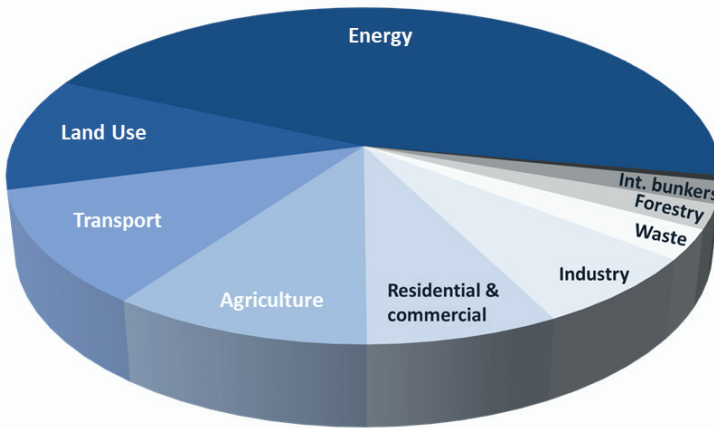 Energy
Land Use
Int. bunkers
Forestry
Transport
Waste
Industry
Agriculture
Residential &
commercial